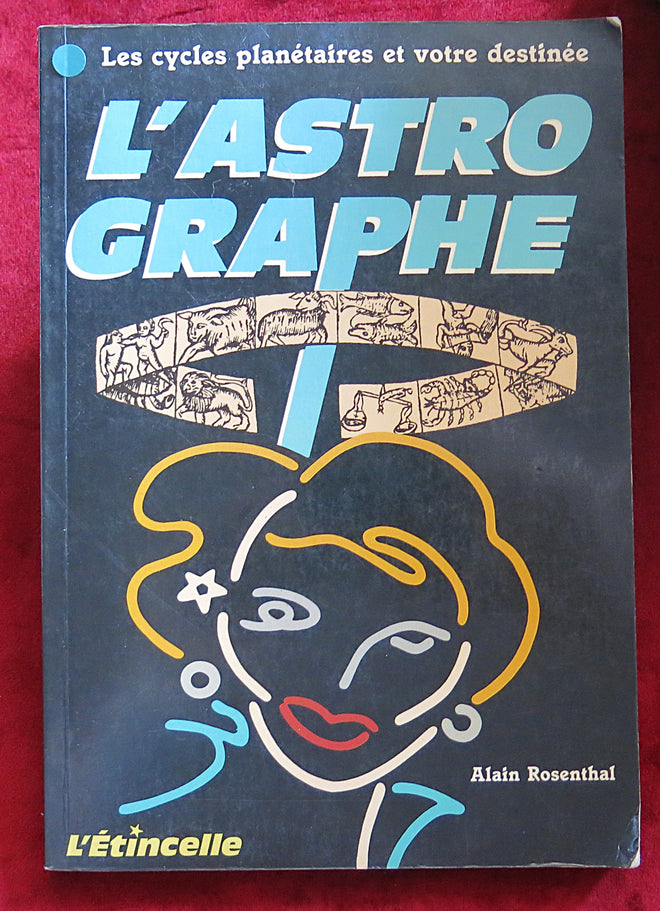 Les cycles planétaires et votre destinée
L'ASTRO
GRAPHE
Alain Rosenthal
L'Étincelle